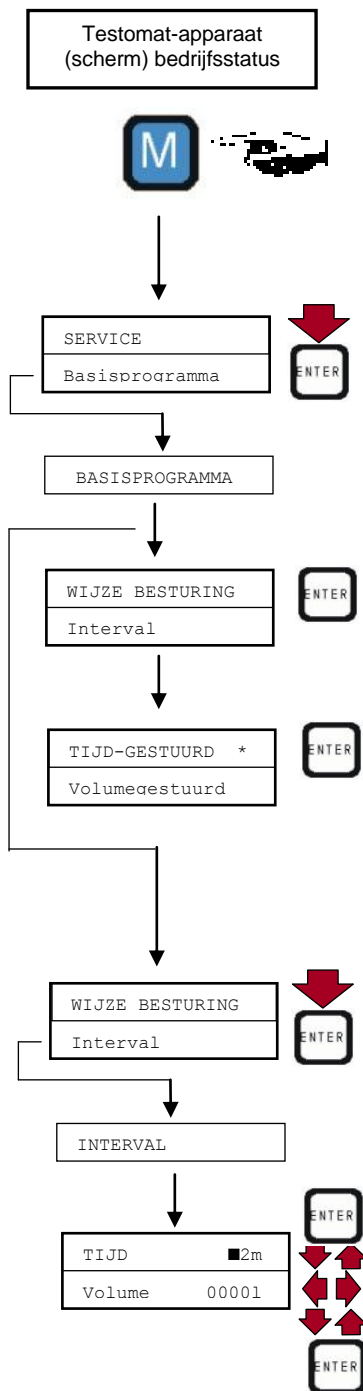 Testomat-apparaat
(scherm) bedrijfsstatus
M
SERVICE
Basisprogramma
ENTER
BASISPROGRAMMA
WIJZE BESTURING
Interval
ENTER
TIJD-GESTUURD *
Volumegestuurd
ENTER
WIJZE BESTURING
Interval
ENTER
INTERVAL
ENTER
TIJD ■2m
Volume 0000l
ENTER